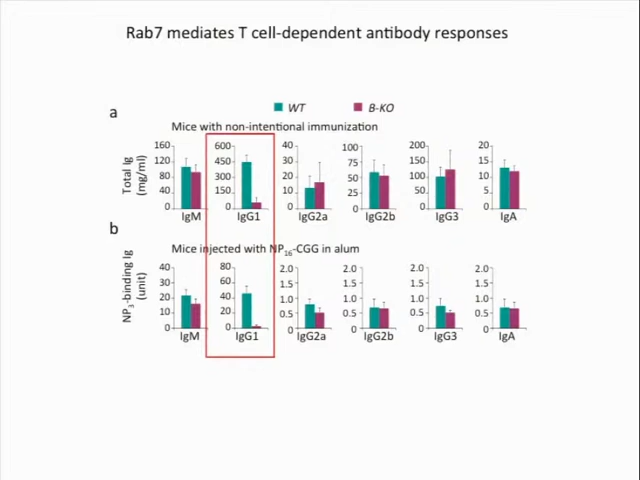 Rab7 mediates T cell-dependent antibody responses
WT B-KO
a
Mice with non-intentional immunization
Total Ig
(mg/ml)
160 600 40 100 200 20
120 450 30 75 150 15
80 300 20 50 100 10
40 150 10 25 50 5
0 0 0 0 0 0
IgM IgG1 IgG2a IgG2b IgG3 IgA
b
Mice injected with NP16-CGG in alum
NP3-binding Ig
(unit)
40 80 2.0 2.0 2.0 2.0
30 60 1.5 1.5 1.5 1.5
20 40 1.0 1.0 1.0 1.0
10 20 0.5 0.5 0.5 0.5
0 0 0 0 0 0
IgM IgG1 IgG2a IgG2b IgG3 IgA